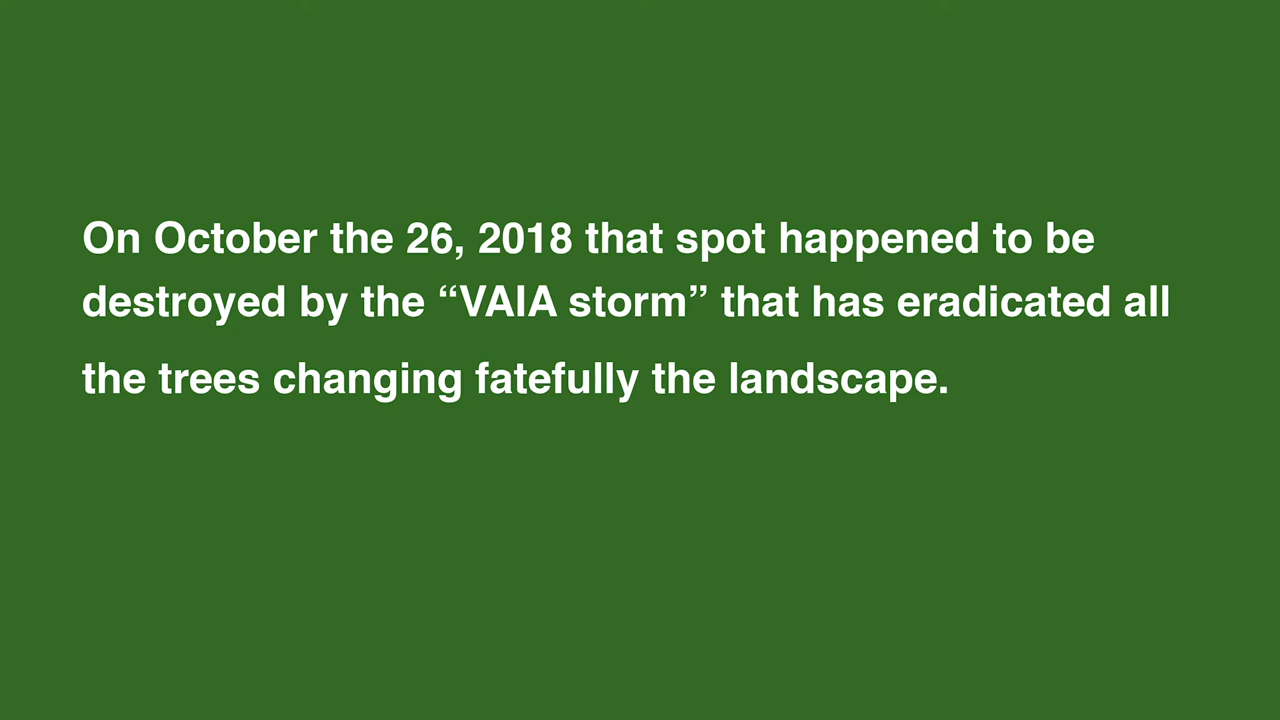 On October the 26, 2018 that spot happened to be
destroyed by the “VAIA storm” that has eradicated all
the trees changing fatefully the landscape.